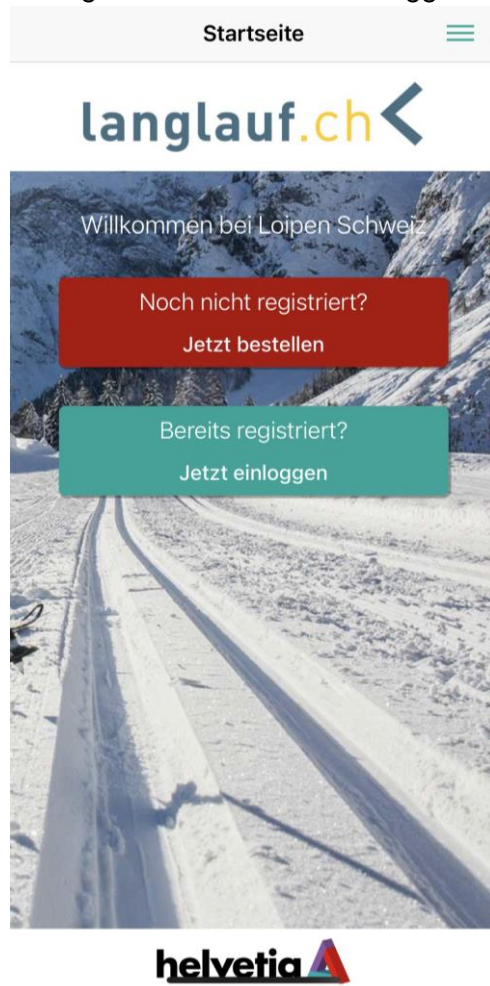 Startseite
langlauf.ch
Willkommen bei Loipen Schweiz
Noch nicht registriert?
Jetzt bestellen
Bereits registriert?
Jetzt einloggen
helvetia